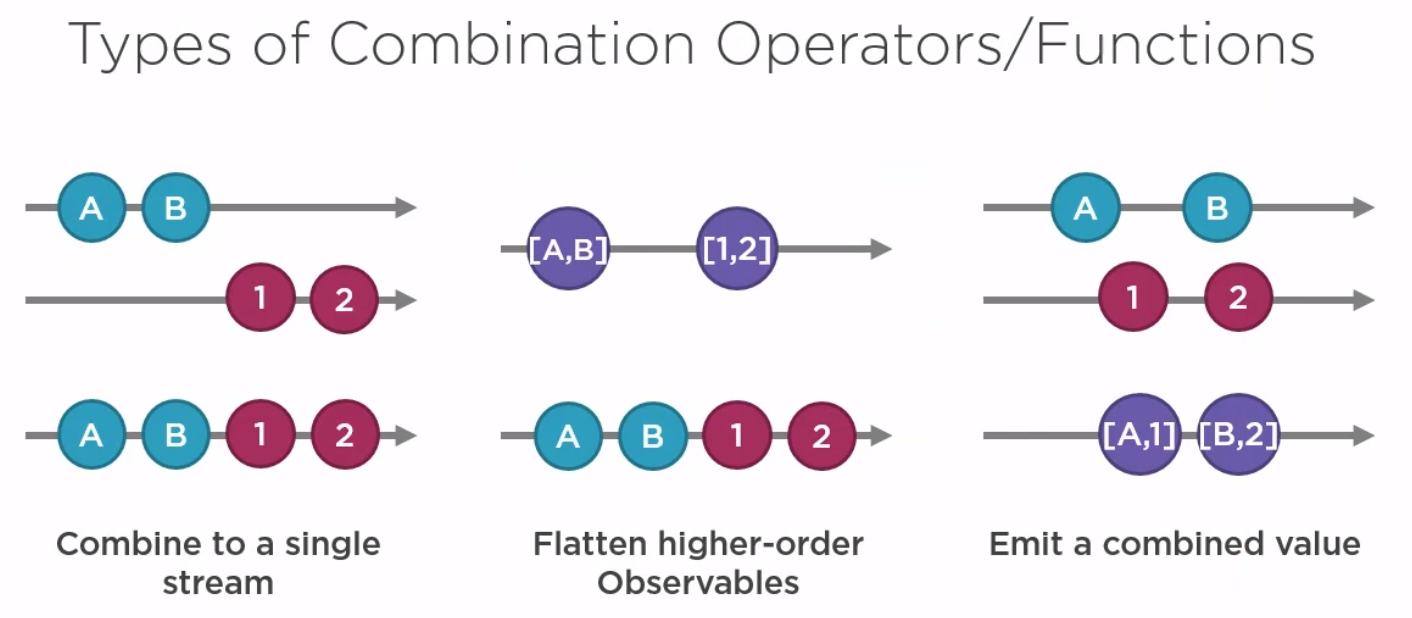 Types of Combination Operators/Functions
A B
1 2
A B 1 2
Combine to a single
stream
[A,B] [1,2]
A B 1 2
Flatten higher-order
Observables
A B
1 2
[A,1] [B,2]
Emit a combined value